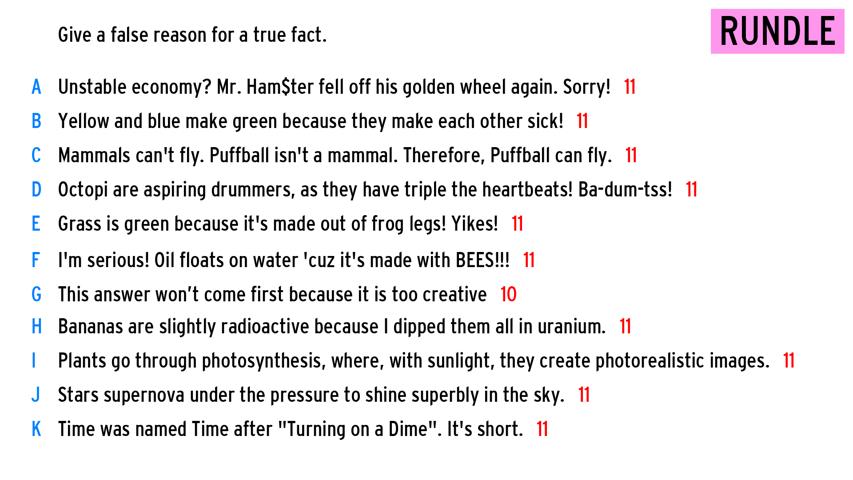 Give a false reason for a true fact.
RUNDLE
A Unstable economy? Mr. Ham$ter fell off his golden wheel again. Sorry! 11
B Yellow and blue make green because they make each other sick! 11
C Mammals can't fly. Puffball isn't a mammal. Therefore, Puffball can fly. 11
D Octopi are aspiring drummers, as they have triple the heartbeats! Ba-dum-tss! 11
E Grass is green because it's made out of frog legs! Yikes! 11
F I'm serious! Oil floats on water 'cuz it's made with BEES!!! 11
G This answer won’t come first because it is too creative 10
H Bananas are slightly radioactive because I dipped them all in uranium. 11
I Plants go through photosynthesis, where, with sunlight, they create photorealistic images. 11
J Stars supernova under the pressure to shine superbly in the sky. 11
K Time was named Time after "Turning on a Dime". It's short. 11